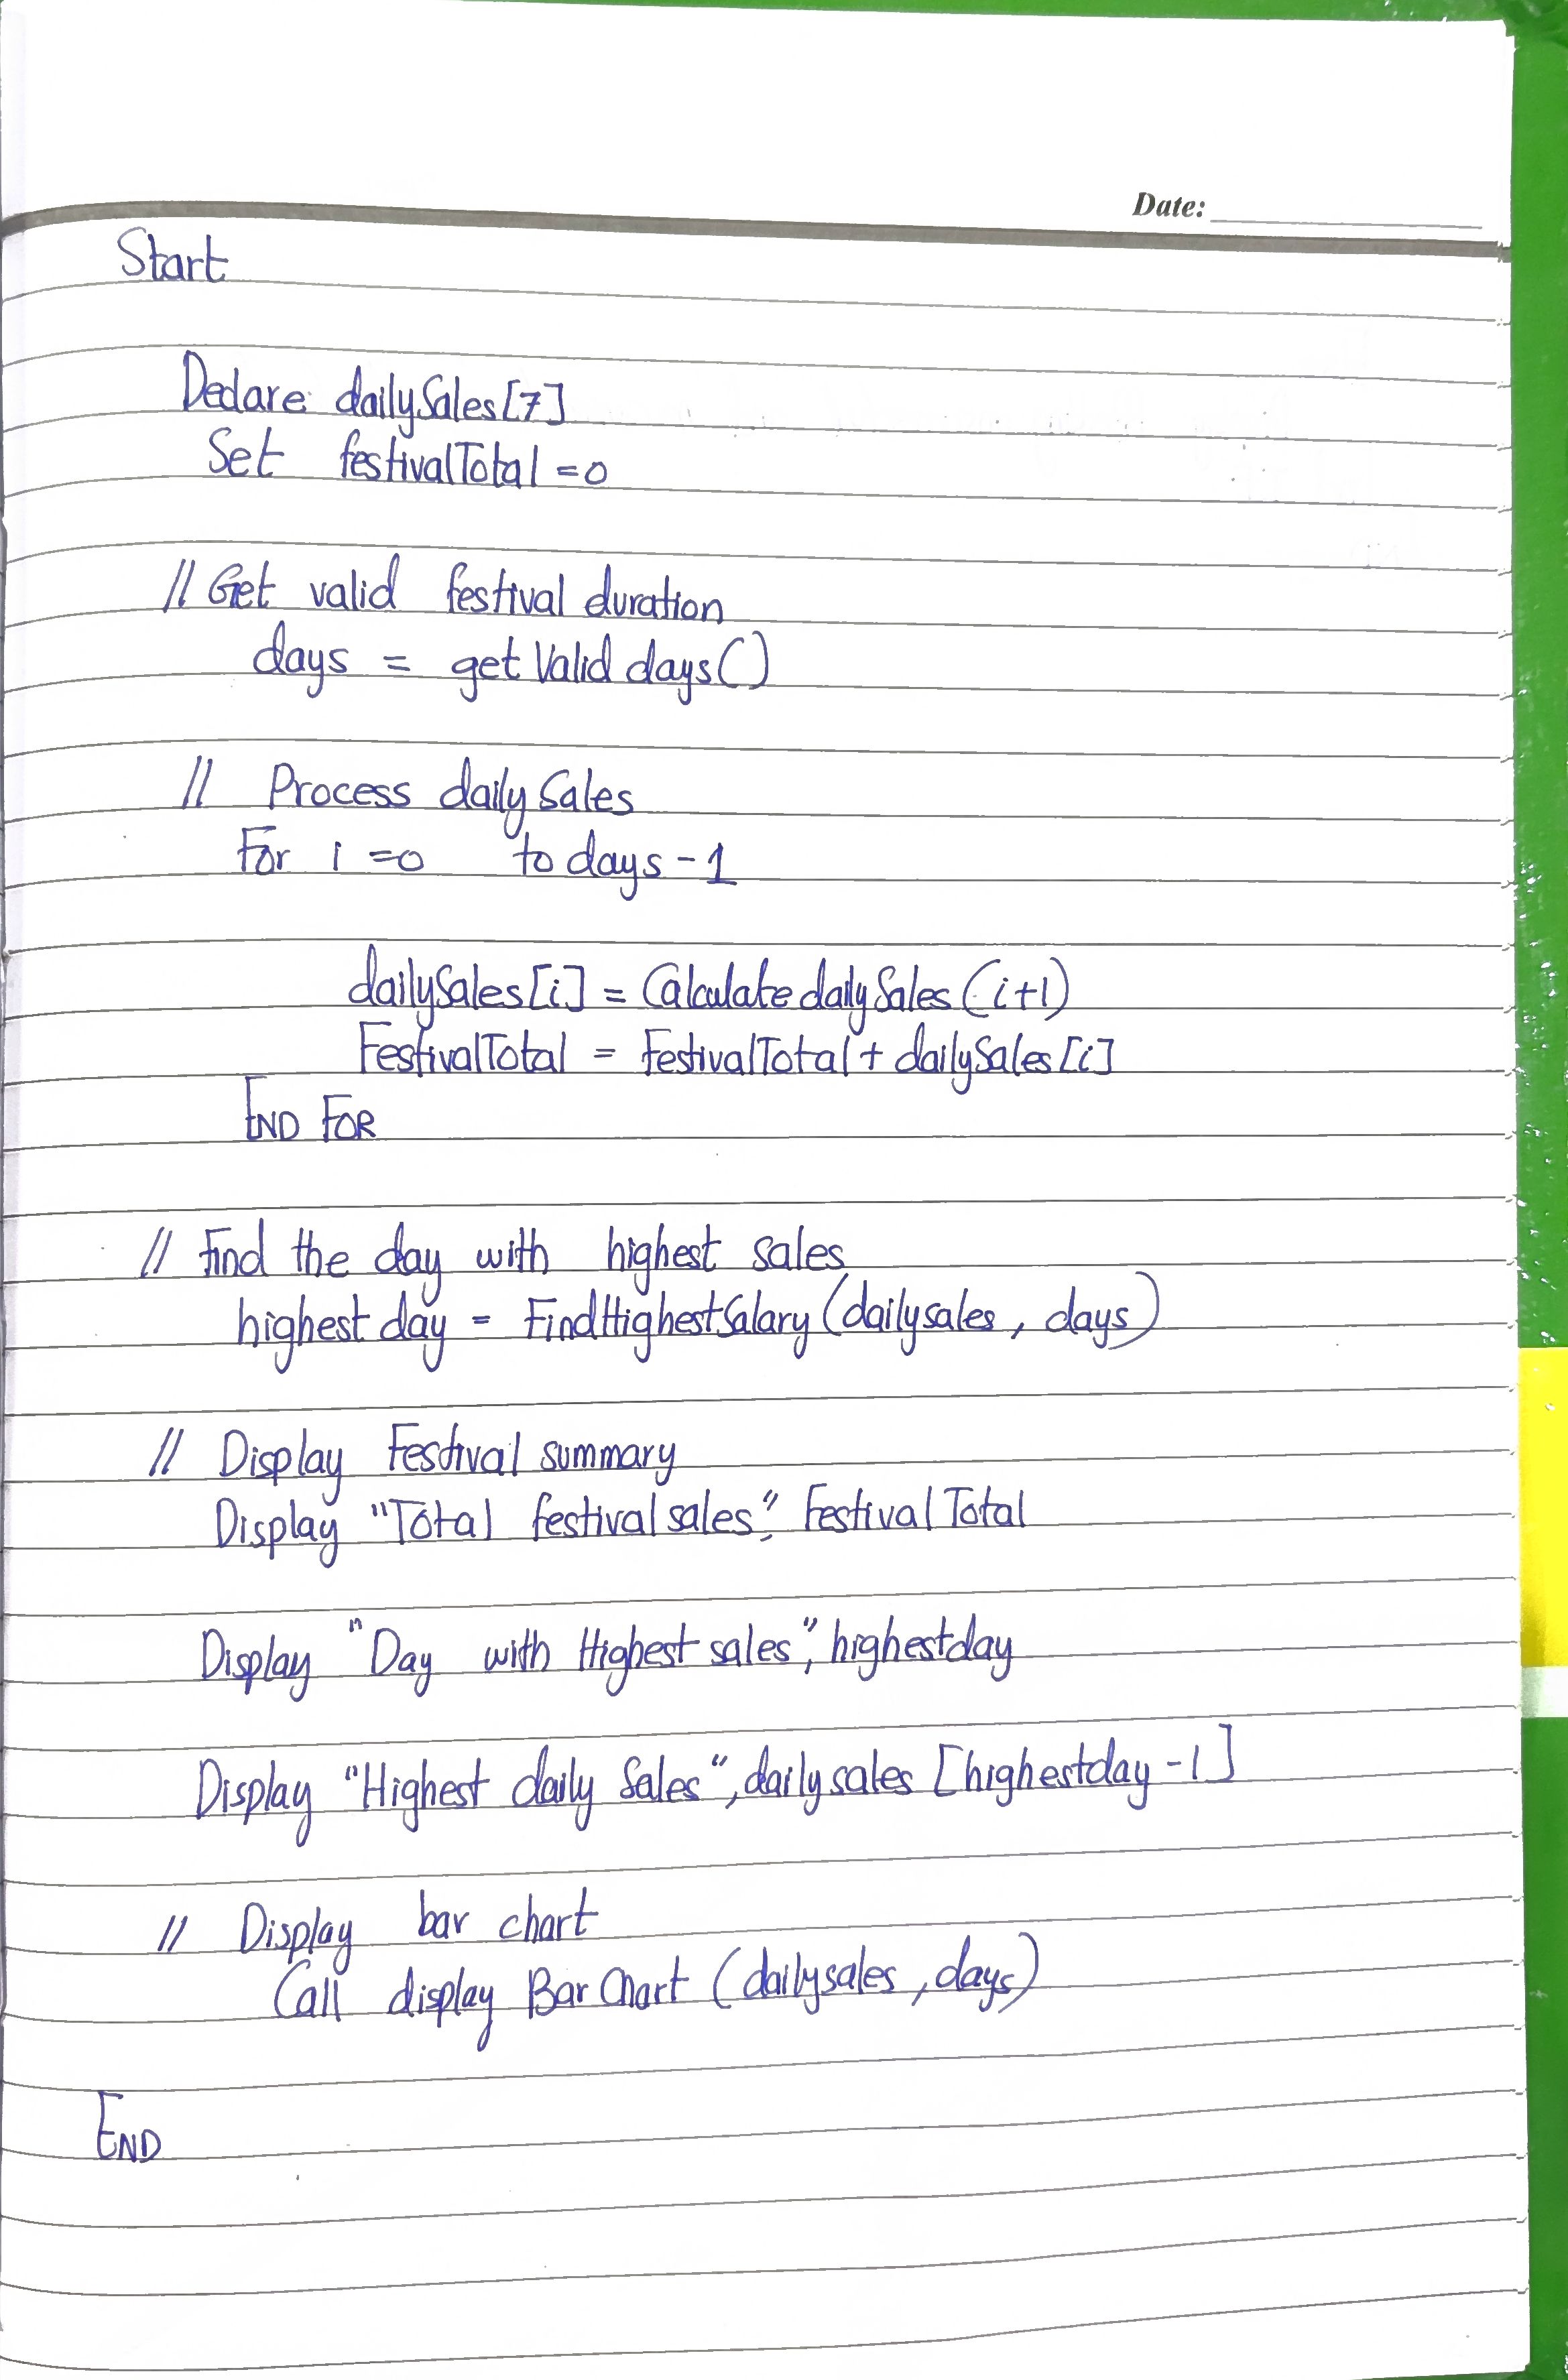 Date:
Start
Declare dailySales[7]
Set festivalTotal =0
// Get valid festival duration
days = get Valid days()
// Process daily Sales
For i =0 to days -1
dailySales[i] = Calculate daily Sales (i+1)
FestivalTotal = FestivalTotal + dailySales[i]
END FOR
// Find the day with highest sales
highest day = FindHighestSalary (dailysales, days)
// Display Festival summary
Display "Total festival sales", Festival Total
Display "Day with Highest sales", highestday
Display "Highest daily Sales", daily sales [highestday -1]
// Display bar chart
Call display Bar Chart (dailysales, days)
END